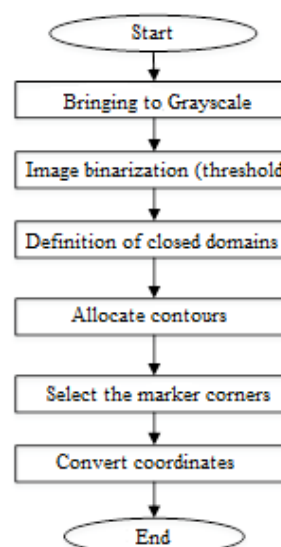 Start
Bringing to Grayscale
Image binarization (threshold
Definition of closed domains
Allocate contours
Select the marker corners
Convert coordinates
End